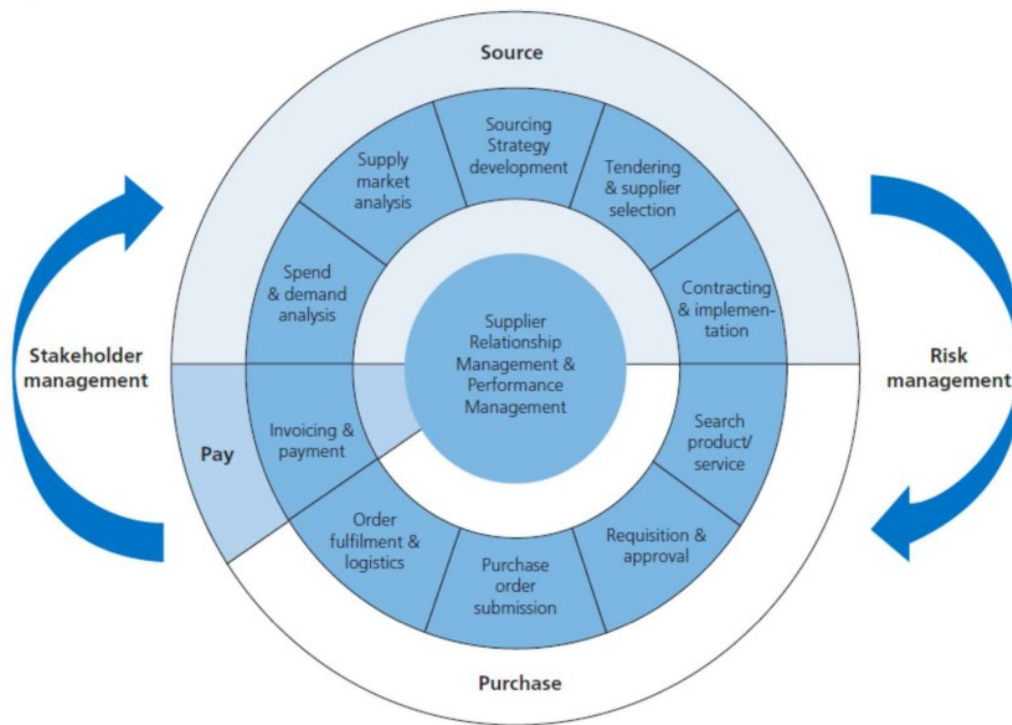 Source
Sourcing
Strategy
development
Supply
market
analysis
Tendering
& supplier
selection
Spend
& demand
analysis
Contracting
& implemen-
tation
Supplier
Relationship
Management &
Performance
Management
Stakeholder
management
Risk
management
Pay
Invoicing &
payment
Search
product/
service
Order
fulfilment &
logistics
Requisition &
approval
Purchase
order
submission
Purchase